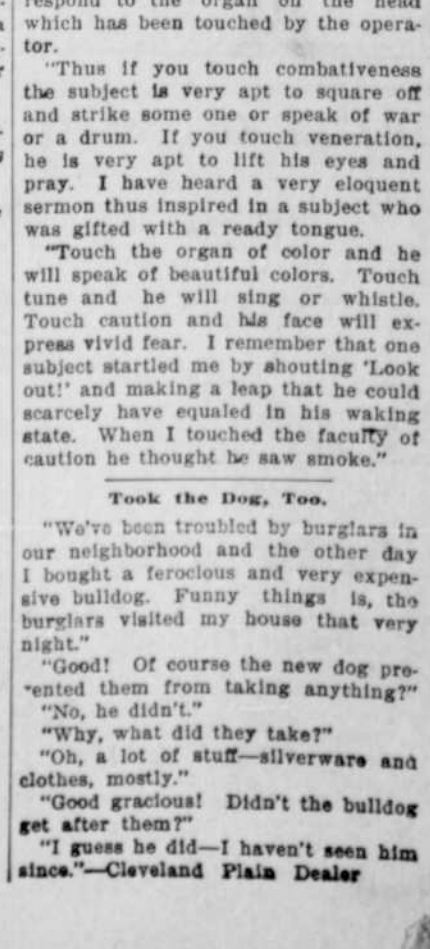 respond to the organ on the head
which has been touched by the opera-
tor.
"Thus if you touch combativeness
the subject is very apt to square off
and strike some one or speak of war
or a drum. If you touch veneration,
he is very apt to lift his eyes and
pray. I have heard a very eloquent
sermon thus inspired in a subject who
was gifted with a ready tongue.
"Touch the organ of color and he
will speak of beautiful colors. Touch
tune and he will sing or whistle.
Touch caution and his face will ex-
press vivid fear. I remember that one
subject startled me by shouting 'Look
out!' and making a leap that he could
scarcely have equaled in his waking
state. When I touched the faculty of
caution he thought he saw smoke."
Took the Dog, Too.
"We've been troubled by burglars in
our neighborhood and the other day
I bought a ferocious and very expen-
sive bulldog. Funny things is, the
burglars visited my house that very
night."
"Good! Of course the new dog pre-
vented them from taking anything?"
"No, he didn't."
"Why, what did they take?"
"Oh, a lot of stuff—silverware and
clothes, mostly."
"Good gracious! Didn't the bulldog
get after them?"
"I guess he did—I haven't seen him
since."—Cleveland Plain Dealer